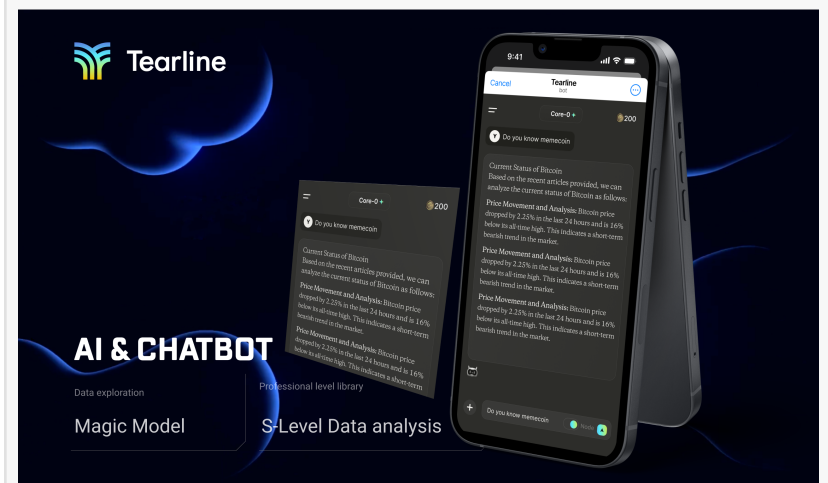 Tearline
AI & CHATBOT
Data exploration
Magic Model
Professional level library
S-Level Data analysis
Core-0 +
200
Do you know memecoin
Current Status of Bitcoin
Based on the recent articles provided, we can
analyze the current status of Bitcoin as follows:
Price Movement and Analysis: Bitcoin price
dropped by 2.25% in the last 24 hours and is 16%
below its all-time high. This indicates a short-term
bearish trend in the market.
Price Movement and Analysis: Bitcoin price
dropped by 2.25% in the last 24 hours and is 16%
below its all-time high. This indicates a short-term
9:41
Cancel
Tearline
bot
Core-0 +
200
Y Do you know memecoin
Current Status of Bitcoin
Based on the recent articles provided, we can
analyze the current status of Bitcoin as follows:
Price Movement and Analysis: Bitcoin price
dropped by 2.25% in the last 24 hours and is 16%
below its all-time high. This indicates a short-term
bearish trend in the market.
Price Movement and Analysis: Bitcoin price
dropped by 2.25% in the last 24 hours and is 16%
below its all-time high. This indicates a short-term
bearish trend in the market.
Price Movement and Analysis: Bitcoin price
dropped by 2.25% in the last 24 hours and is 16%
below its all-time high. This indicates a short-term
bearish trend in the market.
Do you know memecoin